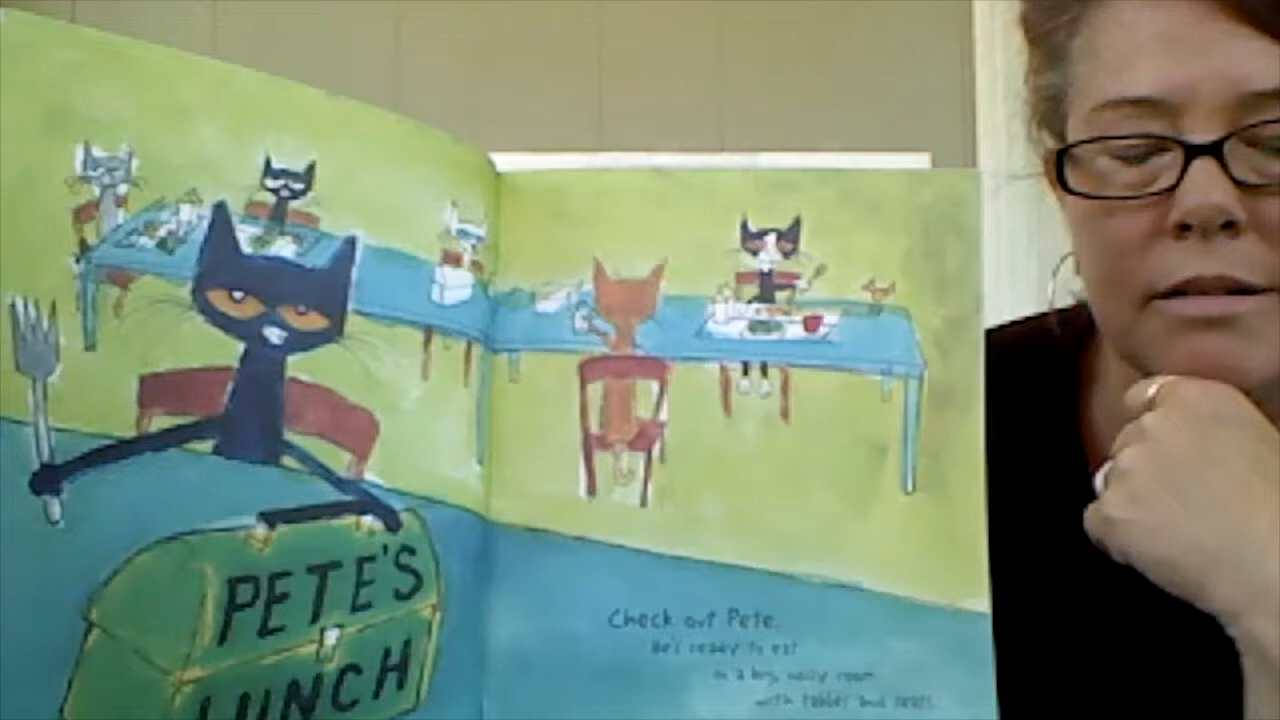 PETE'S
LUNCH
Check out Pete.
He's ready to eat
in a big, noisy room
with tables and seats.